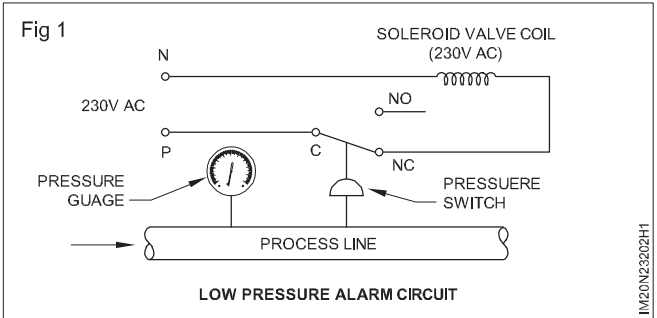 Fig 1
SOLEROID VALVE COIL
(230V AC)
N
NO
230V AC
P
C
NC
PRESSURE
GUAGE
PRESSUERE
SWITCH
PROCESS LINE
LOW PRESSURE ALARM CIRCUIT
IM20N23202H1